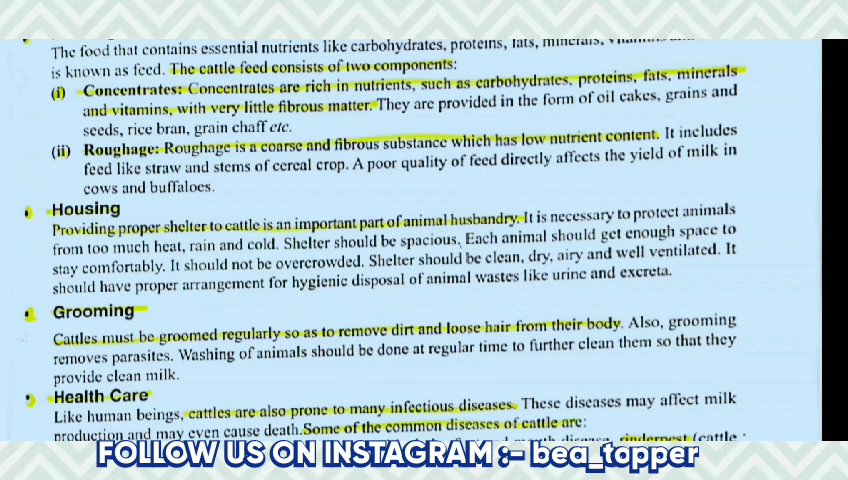 The food that contains essential nutrients like carbohydrates, proteins, fats, minerals,
is known as feed. The cattle feed consists of two components:
(i) Concentrates: Concentrates are rich in nutrients, such as carbohydrates, proteins, fats, minerals
and vitamins, with very little fibrous matter. They are provided in the form of oil cakes, grains and
seeds, rice bran, grain chaff etc.
(ii) Roughage: Roughage is a coarse and fibrous substance which has low nutrient content. It includes
feed like straw and stems of cereal crop. A poor quality of feed directly affects the yield of milk in
cows and buffaloes.
Housing
Providing proper shelter to cattle is an important part of animal husbandry. It is necessary to protect animals
from too much heat, rain and cold. Shelter should be spacious. Each animal should get enough space to
stay comfortably. It should not be overcrowded. Shelter should be clean, dry, airy and well ventilated. It
should have proper arrangement for hygienic disposal of animal wastes like urine and excreta.
Grooming
Cattles must be groomed regularly so as to remove dirt and loose hair from their body. Also, grooming
removes parasites. Washing of animals should be done at regular time to further clean them so that they
provide clean milk.
Health Care
Like human beings, cattles are also prone to many infectious diseases. These diseases may affect milk
production and may even cause death. Some of the common diseases of cattle are:
mouth disease, rinderpest (cattle
FOLLOW US ON INSTAGRAM :- bea_topper